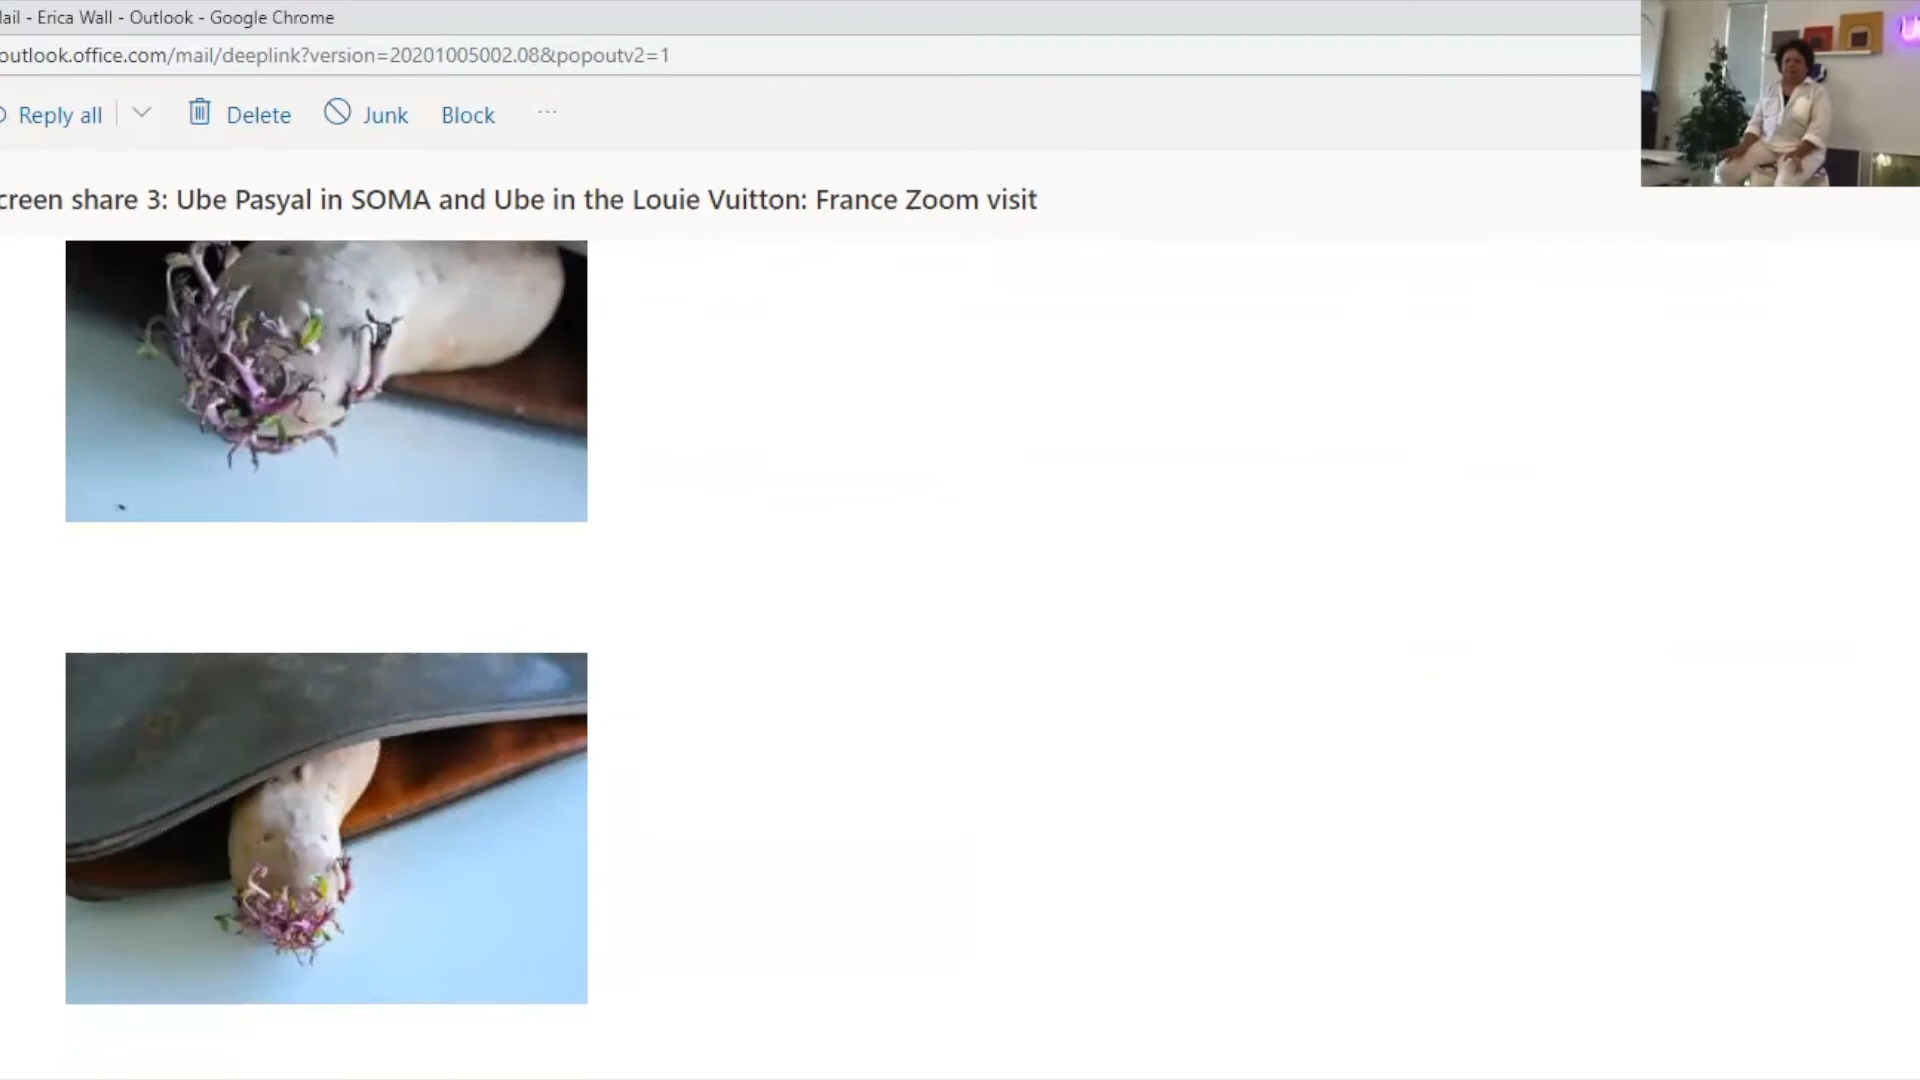 ail - Erica Wall - Outlook - Google Chrome
outlook.office.com/mail/deeplink?version=20201005002.08&popoutv2=1
Reply all
Delete
Junk
Block
creen share 3: Ube Pasyal in SOMA and Ube in the Louie Vuitton: France Zoom visit